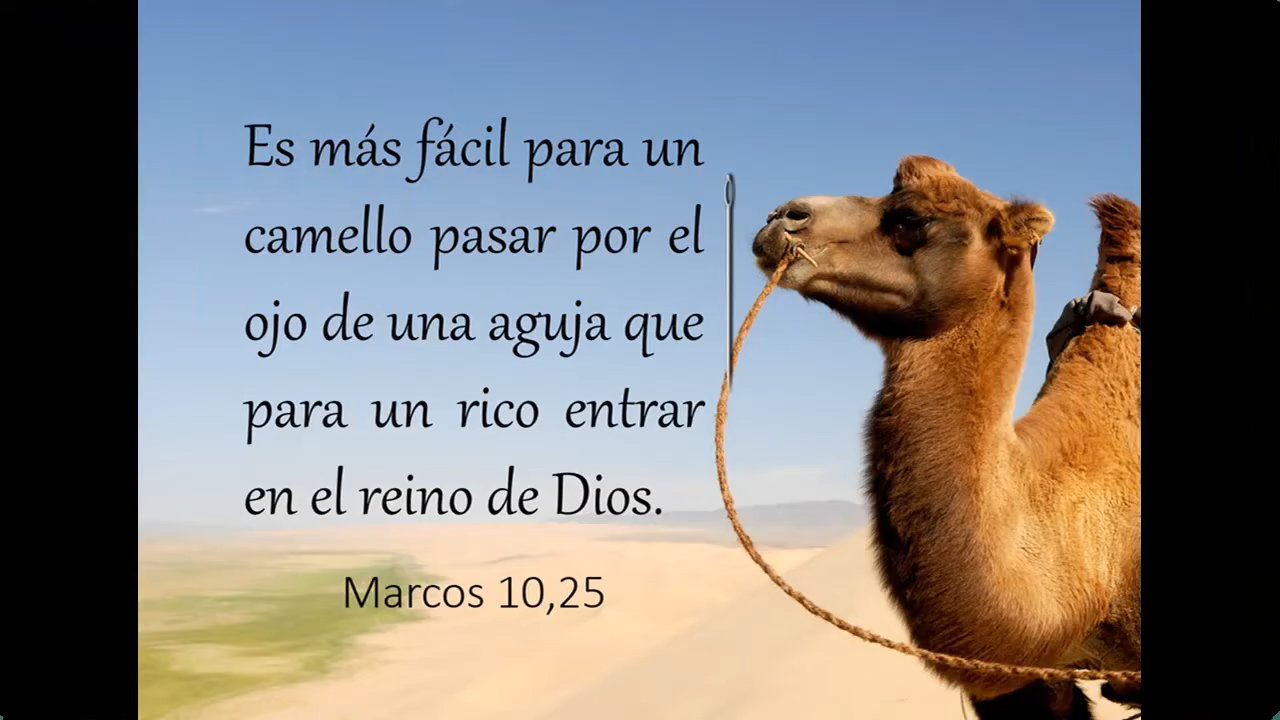 Es más fácil para un
camello pasar por el
ojo de una aguja que
para un rico entrar
en el reino de Dios.
Marcos 10,25